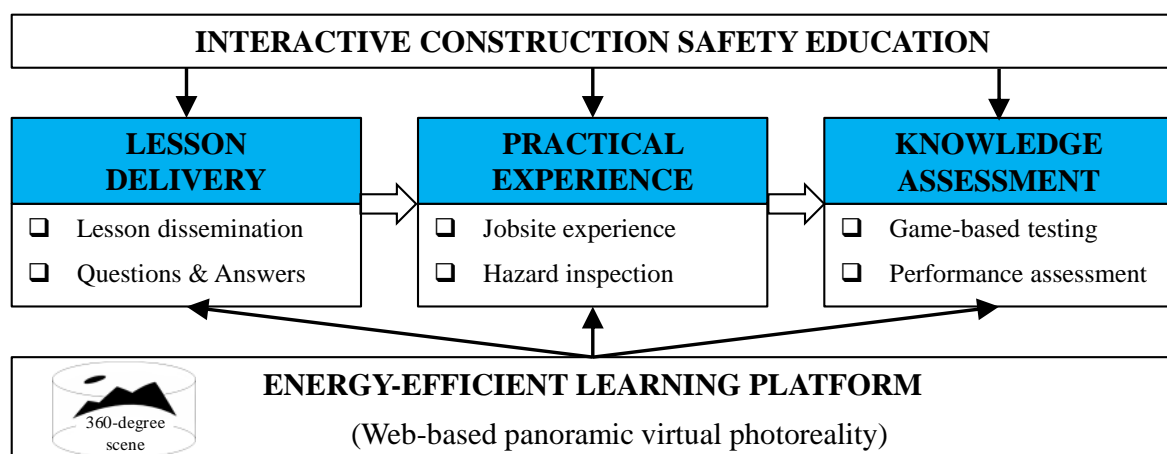 INTERACTIVE CONSTRUCTION SAFETY EDUCATION
LESSON
DELIVERY
❑ Lesson dissemination
❑ Questions & Answers
PRACTICAL
EXPERIENCE
❑ Jobsite experience
❑ Hazard inspection
KNOWLEDGE
ASSESSMENT
❑ Game-based testing
❑ Performance assessment
360-degree
scene
ENERGY-EFFICIENT LEARNING PLATFORM
(Web-based panoramic virtual photoreality)